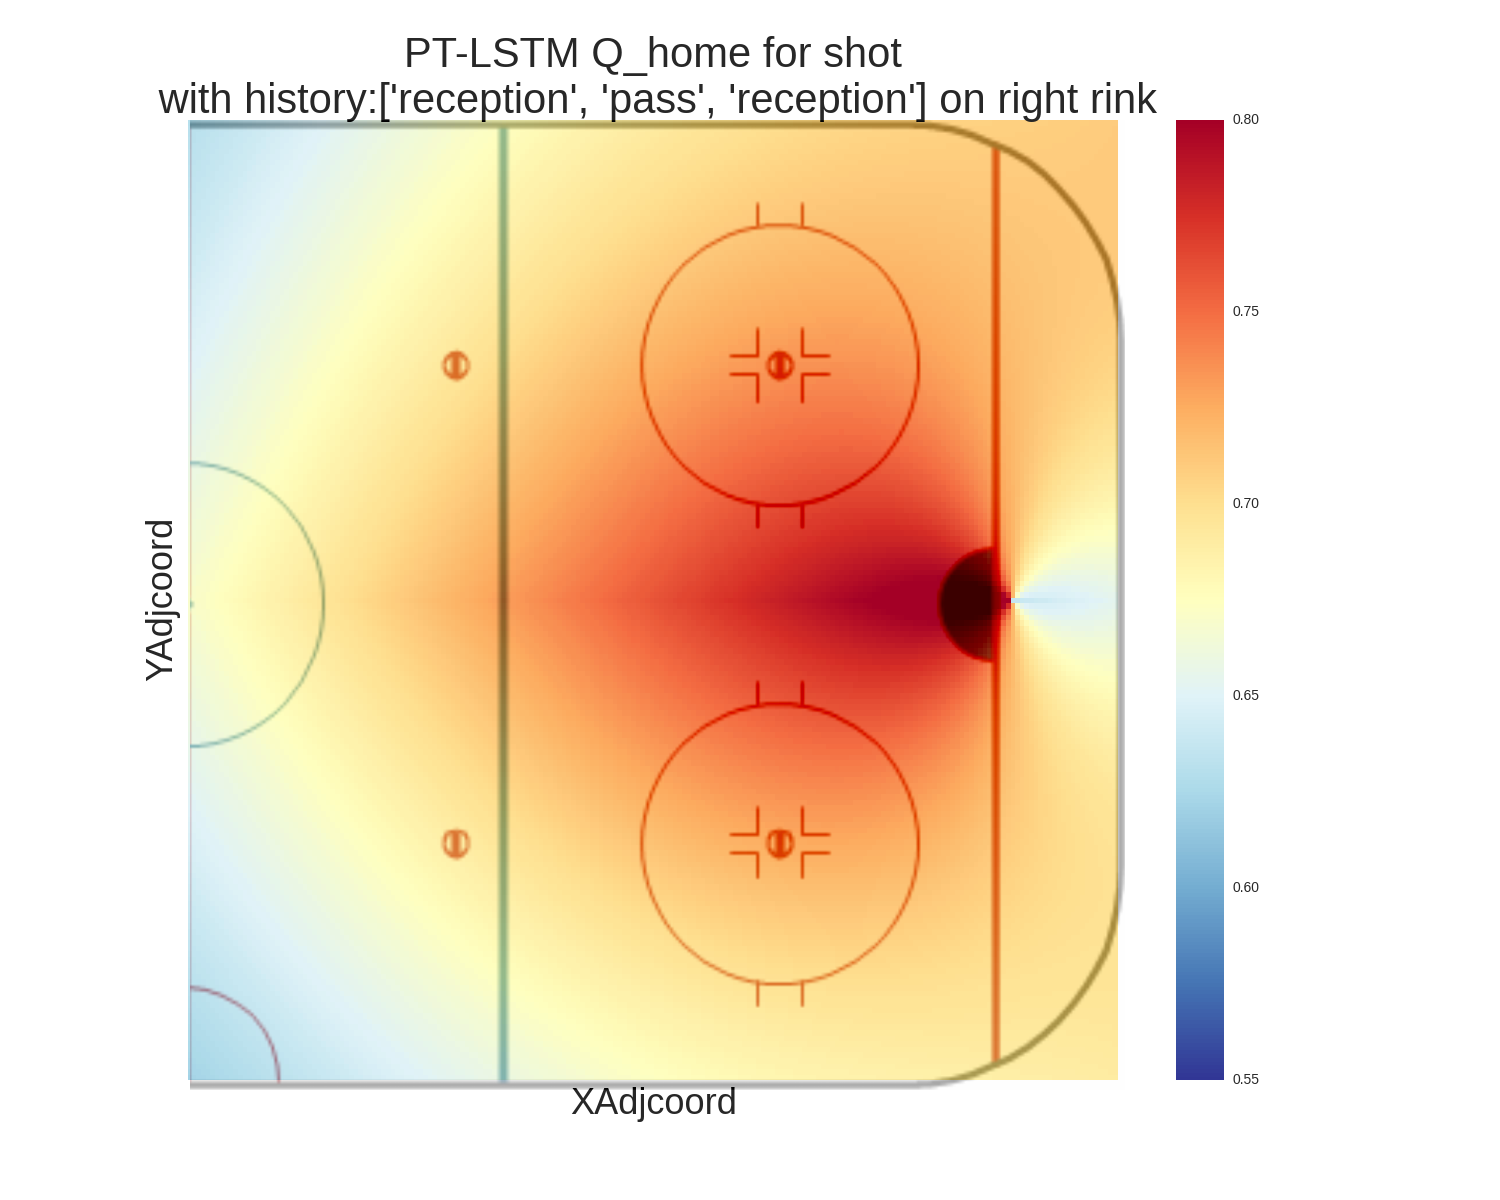 PT-LSTM Q_home for shot
with history:['reception', 'pass', 'reception'] on right rink
0.80
0.75
0.70
0.65
0.60
0.55
YAdjcoord
XAdjcoord